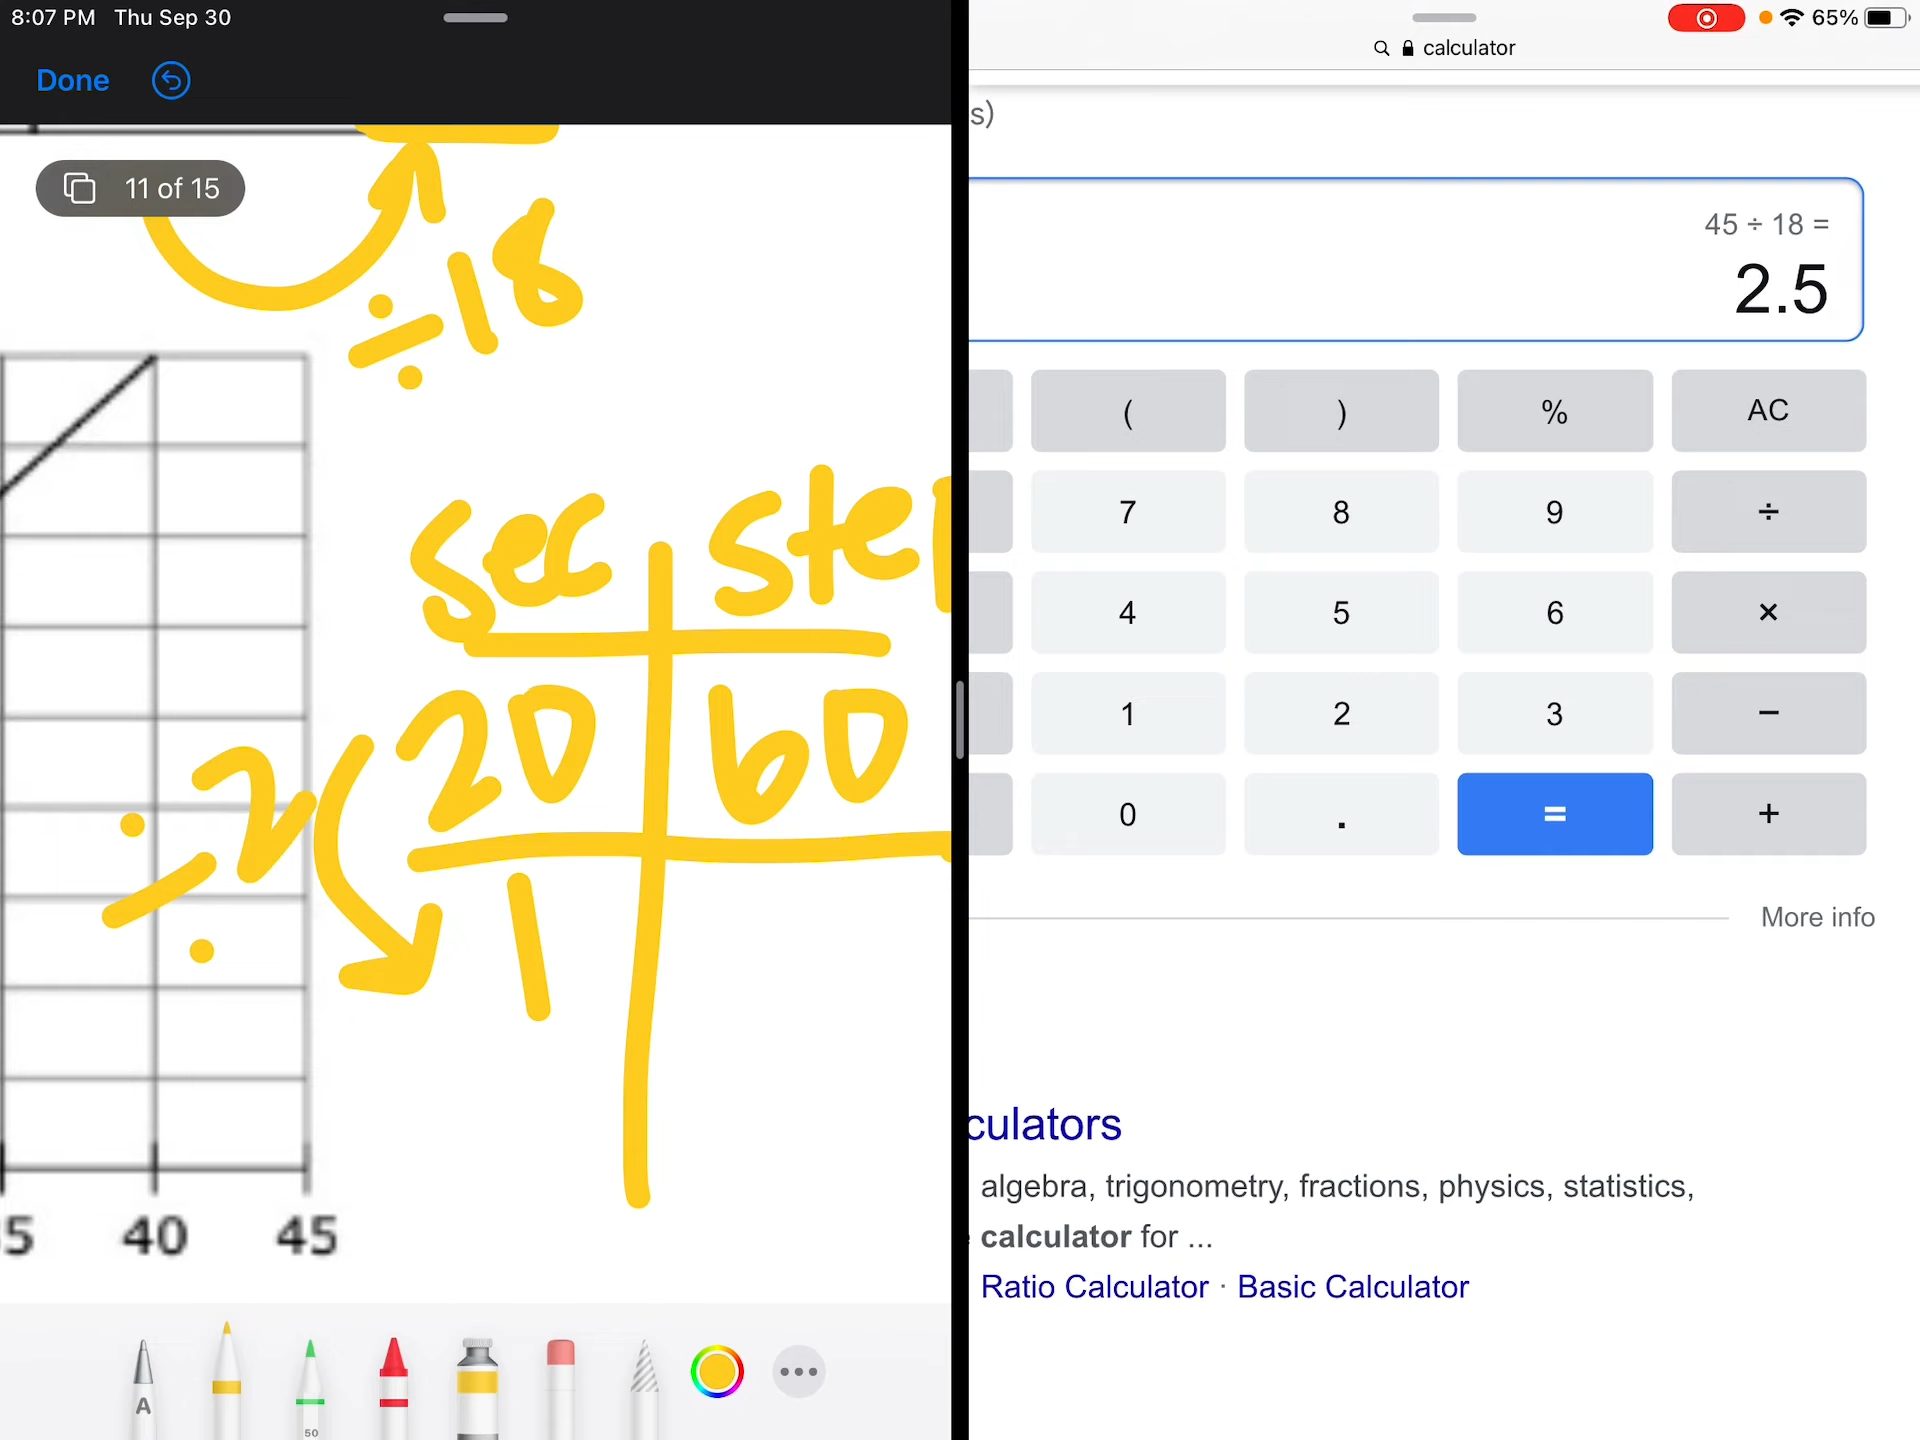 8:07 PM Thu Sep 30
Done
11 of 15
÷18
sec step
20 60
÷2
1
5 40 45
A
50
65%
calculator
s)
45 ÷ 18 =
2.5
( ) % AC
7 8 9 ÷
4 5 6 ×
1 2 3 −
0 . = +
More info
culators
algebra, trigonometry, fractions, physics, statistics,
calculator for ...
Ratio Calculator · Basic Calculator